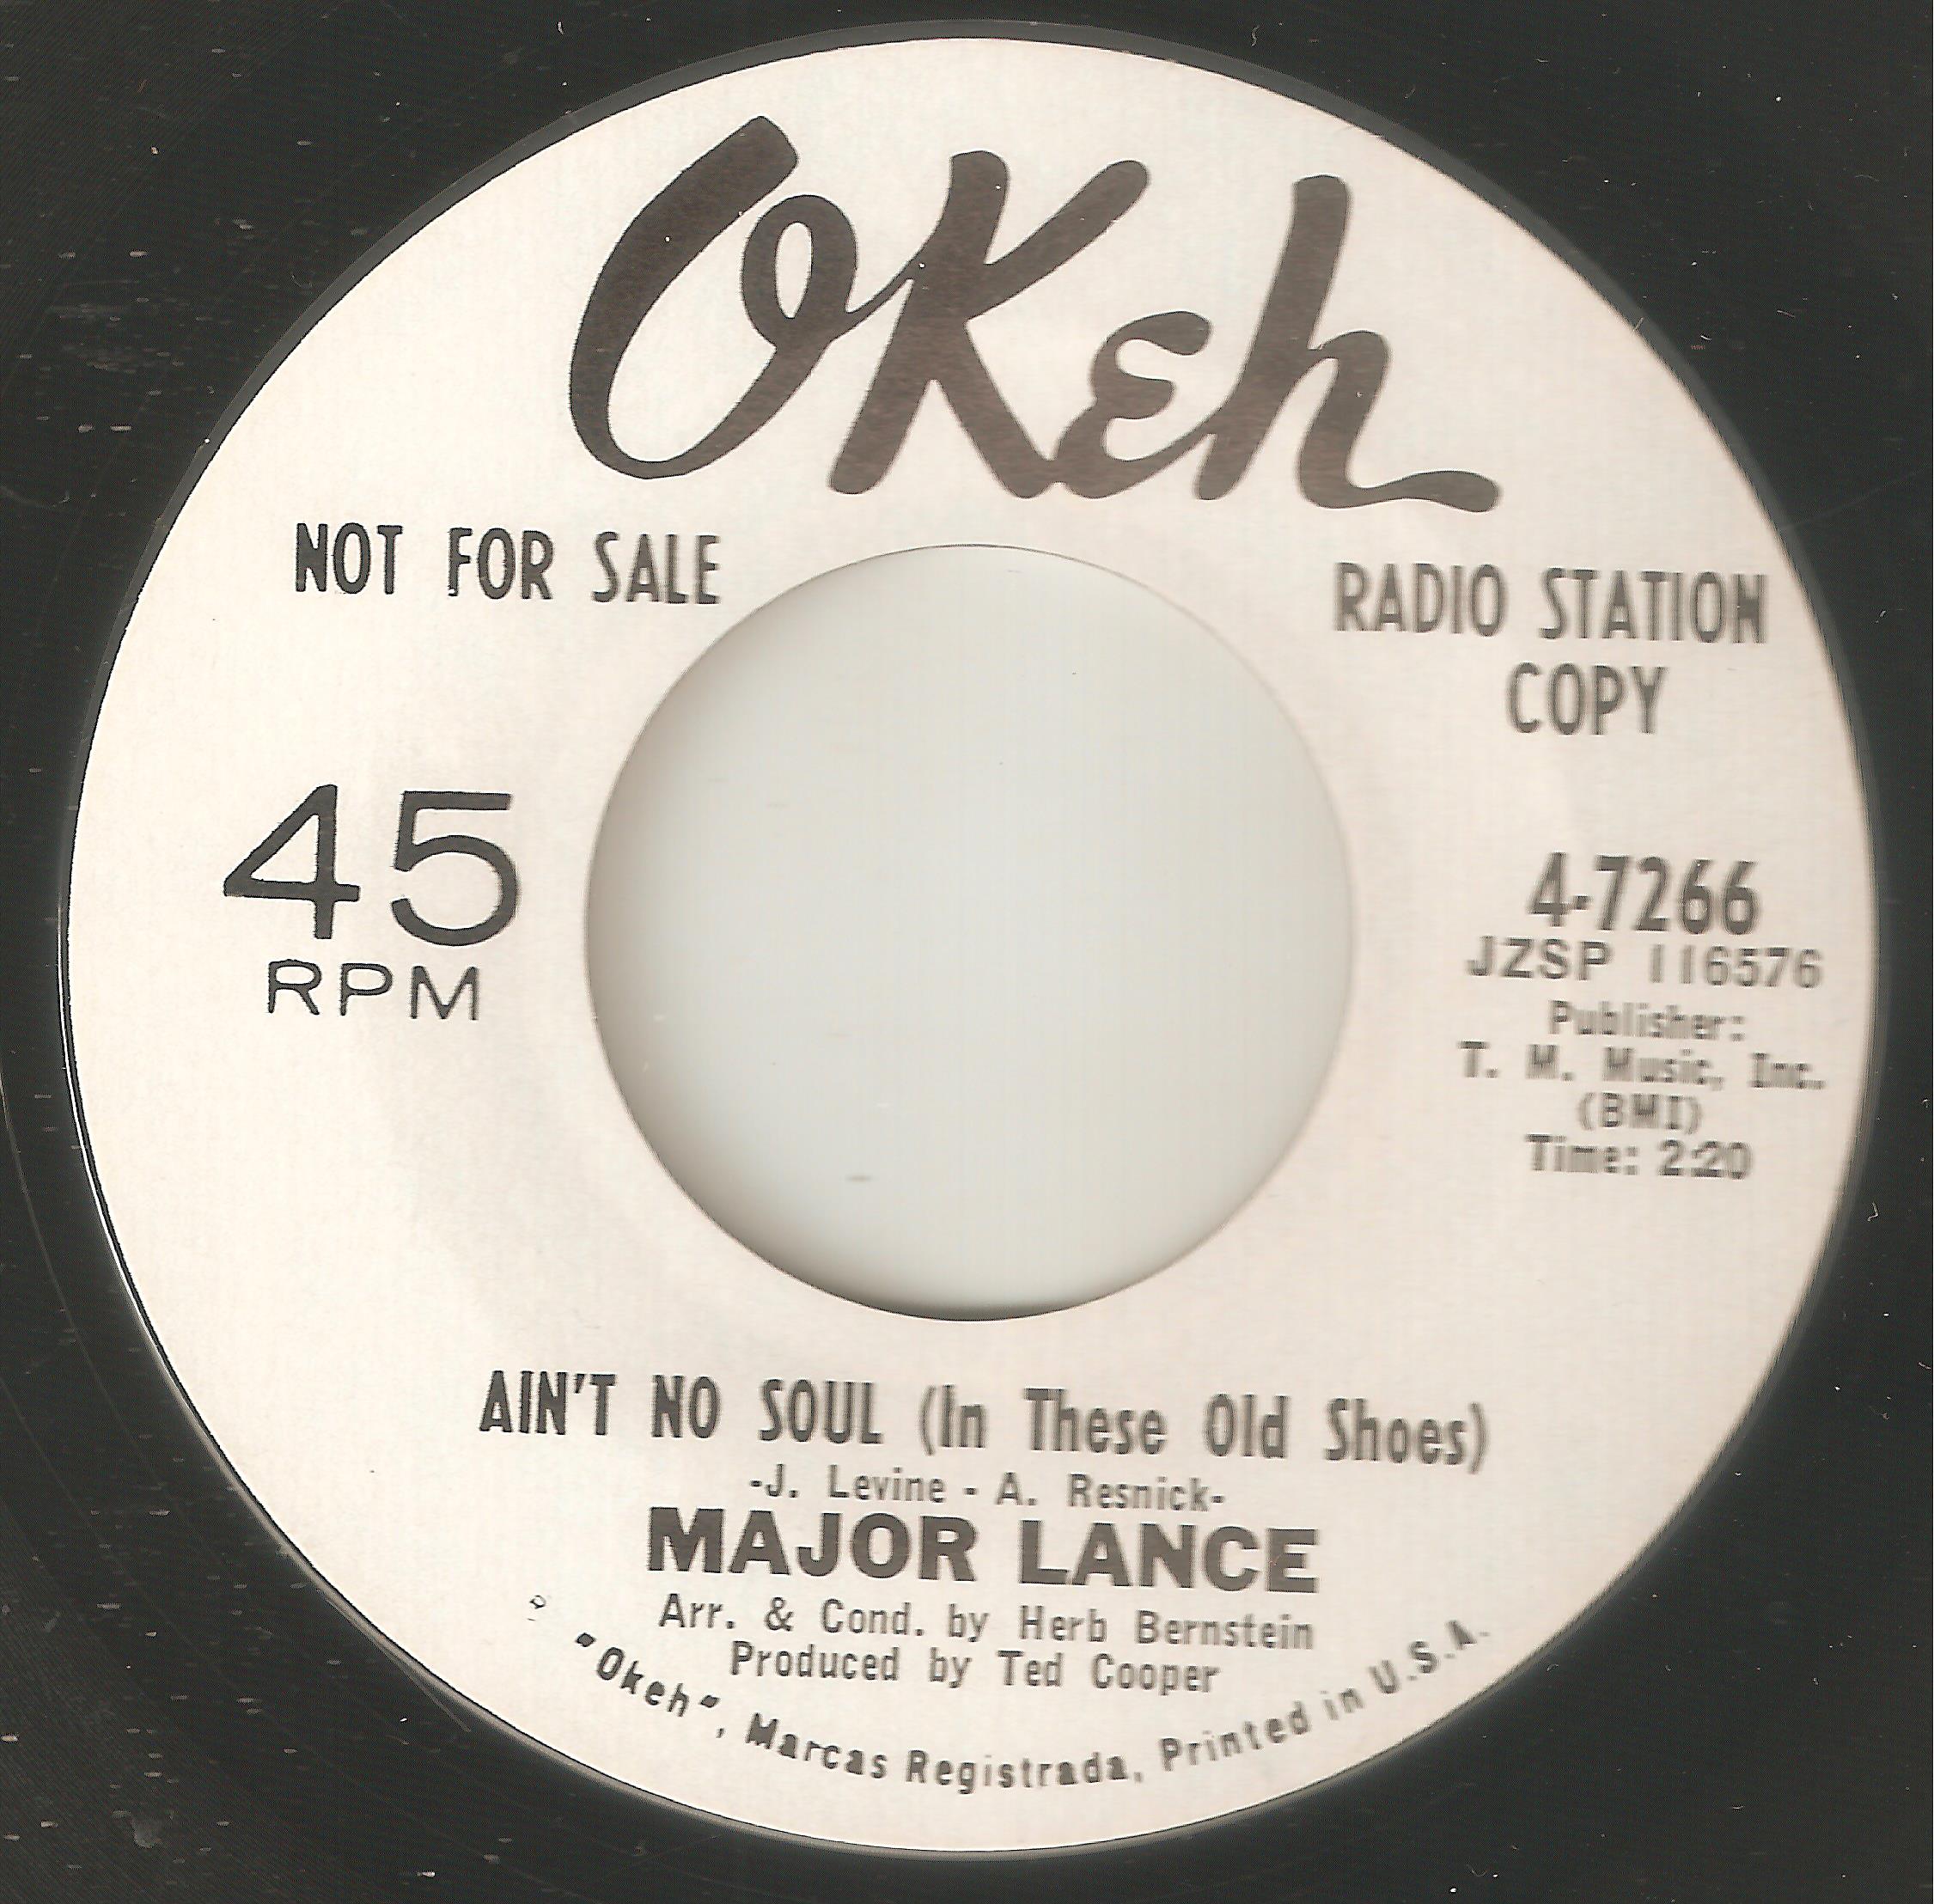 OKeh
NOT FOR SALE
RADIO STATION
COPY
45
RPM
4-7266
JZSP 116576
Publisher:
T. M. Music, Inc.
(BMI)
Time: 2:20
AIN'T NO SOUL (In These Old Shoes)
-J. Levine - A. Resnick-
MAJOR LANCE
Arr. & Cond. by Herb Bernstein
Produced by Ted Cooper
"Okeh", Marcas Registrada, Printed in U.S.A.